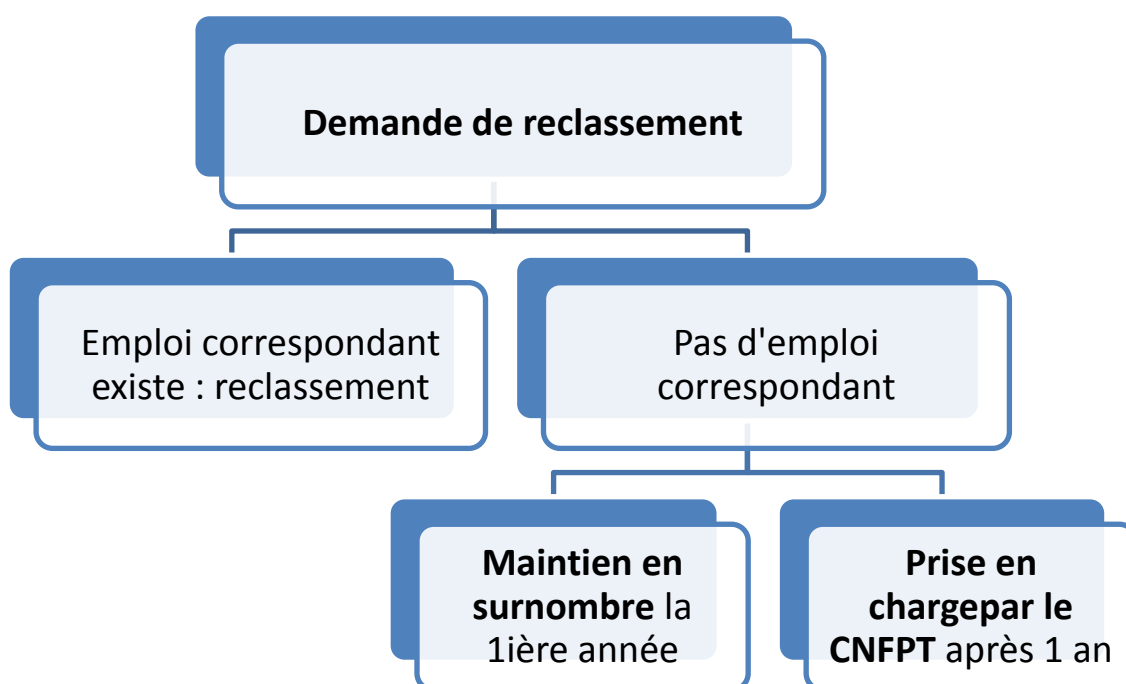 Demande de reclassement
Emploi correspondant
existe : reclassement
Pas d'emploi
correspondant
Maintien en
surnombre la
1ière année
Prise en
chargepar le
CNFPT après 1 an